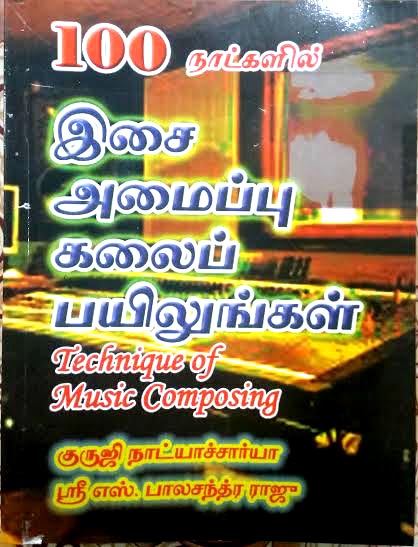 100 நாட்களில்
இசை
அமைப்பு
கலைப்
பயிலுங்கள்
Technique of
Music Composing
குருஜி நாட்யாச்சார்யா
ஸ்ரீ எஸ். பாலசந்த்ர ராஜு